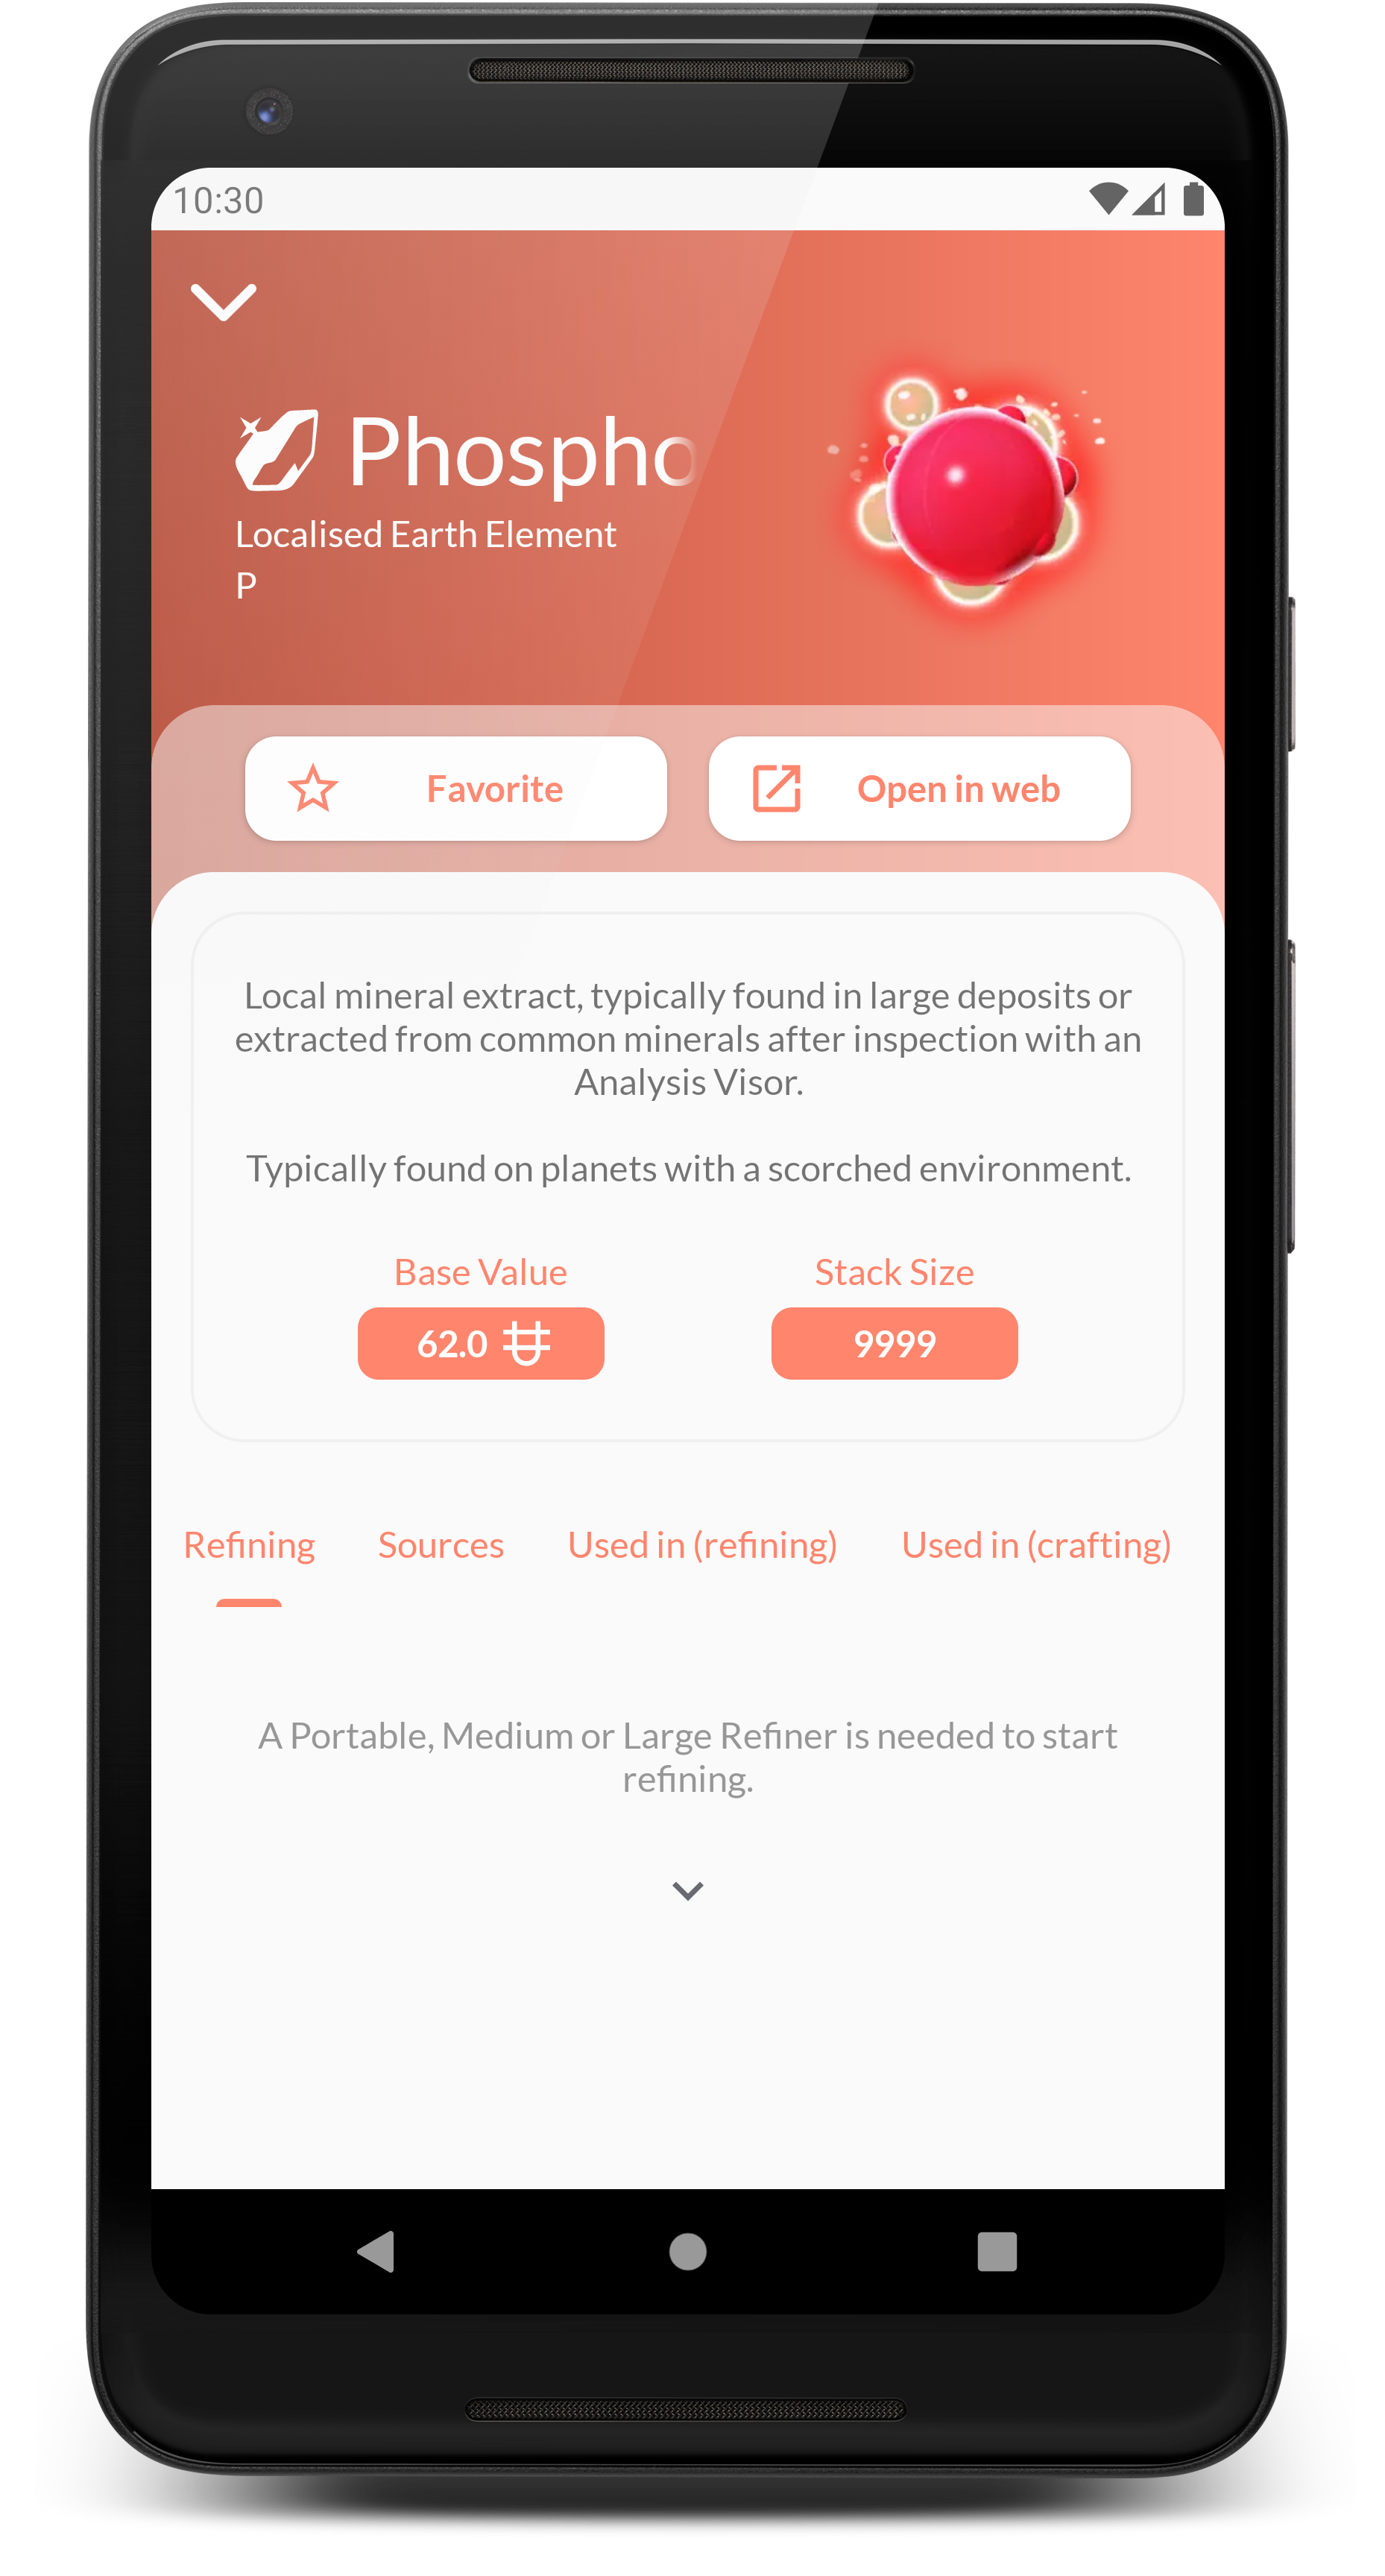 10:30
Phospho
Localised Earth Element
P
Favorite
Open in web
Local mineral extract, typically found in large deposits or
extracted from common minerals after inspection with an
Analysis Visor.
Typically found on planets with a scorched environment.
Base Value
Stack Size
62.0
9999
Refining
Sources
Used in (refining)
Used in (crafting)
A Portable, Medium or Large Refiner is needed to start
refining.